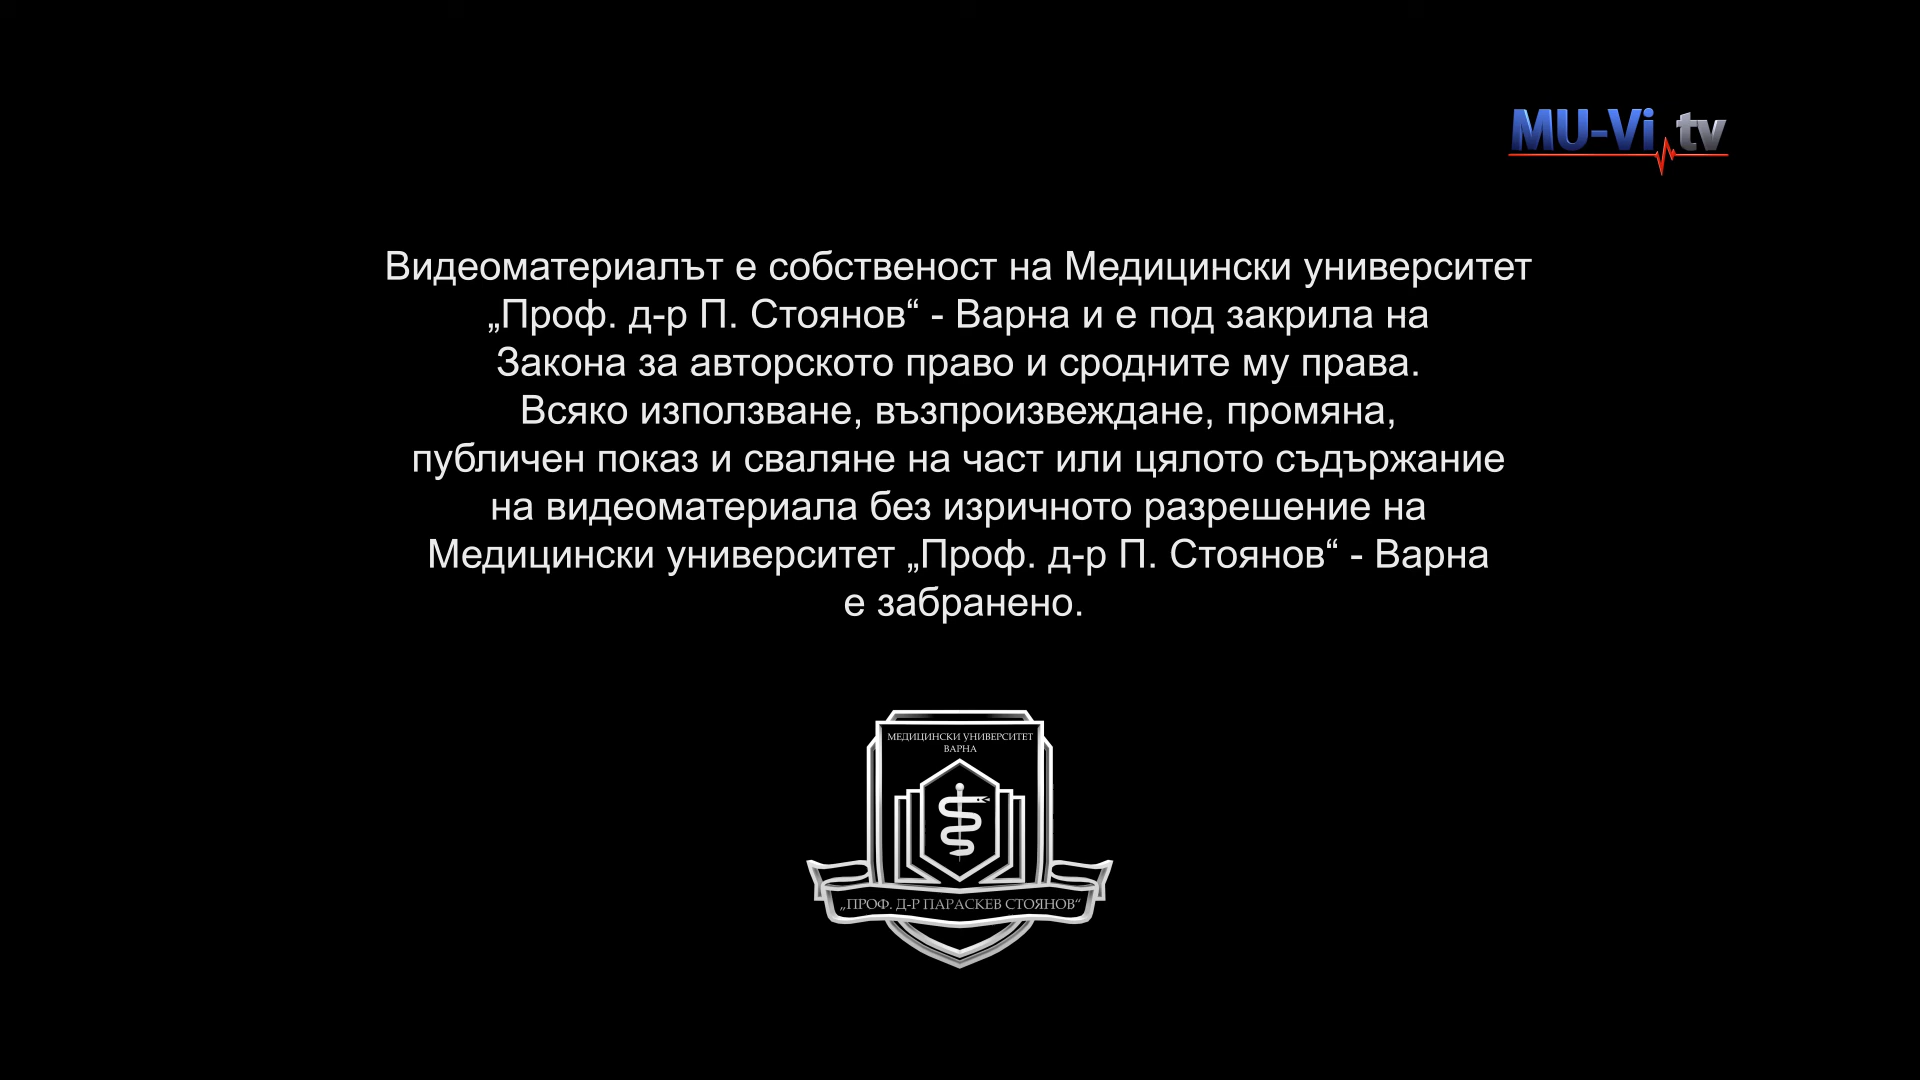 MU-Vi tv
Видеоматериалът е собственост на Медицински университет
„Проф. д-р П. Стоянов“ - Варна и е под закрила на
Закона за авторското право и сродните му права.
Всяко използване, възпроизвеждане, промяна,
публичен показ и сваляне на част или цялото съдържание
на видеоматериала без изричното разрешение на
Медицински университет „Проф. д-р П. Стоянов“ - Варна
е забранено.
МЕДИЦИНСКИ УНИВЕРСИТЕТ
ВАРНА
„ПРОФ. Д-Р ПАРАСКЕВ СТОЯНОВ“